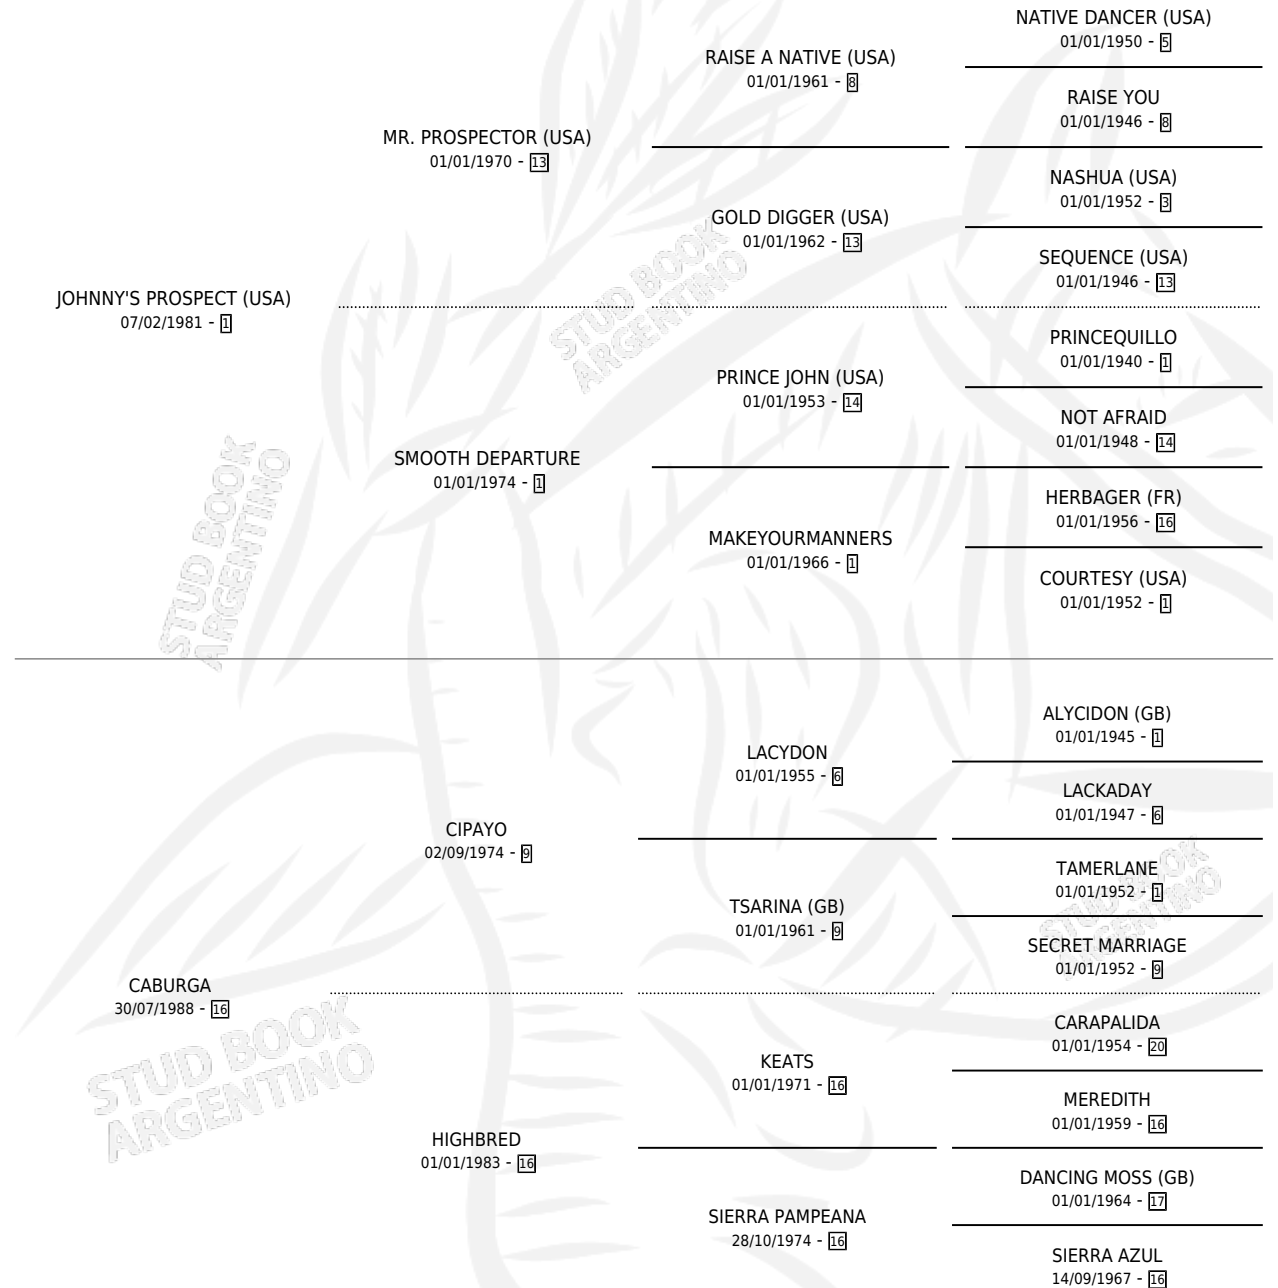 NATIVE DANCER (USA)
01/01/1950 - 5
RAISE A NATIVE (USA)
01/01/1961 - 8
RAISE YOU
01/01/1946 - 8
MR. PROSPECTOR (USA)
01/01/1970 - 13
NASHUA (USA)
01/01/1952 - 3
GOLD DIGGER (USA)
01/01/1962 - 13
SEQUENCE (USA)
01/01/1946 - 13
JOHNNY'S PROSPECT (USA)
07/02/1981 - 1
PRINCEQUILLO
01/01/1940 - 1
PRINCE JOHN (USA)
01/01/1953 - 14
NOT AFRAID
01/01/1948 - 14
SMOOTH DEPARTURE
01/01/1974 - 1
HERBAGER (FR)
01/01/1956 - 16
MAKEYOURMANNERS
01/01/1966 - 1
COURTESY (USA)
01/01/1952 - 1
ALYCIDON (GB)
01/01/1945 - 1
LACYDON
01/01/1955 - 6
LACKADAY
01/01/1947 - 6
CIPAYO
02/09/1974 - 9
TAMERLANE
01/01/1952 - 1
TSARINA (GB)
01/01/1961 - 9
SECRET MARRIAGE
01/01/1952 - 9
CABURGA
30/07/1988 - 16
CARAPALIDA
01/01/1954 - 20
KEATS
01/01/1971 - 16
MEREDITH
01/01/1959 - 16
HIGHBRED
01/01/1983 - 16
DANCING MOSS (GB)
01/01/1964 - 17
SIERRA PAMPEANA
28/10/1974 - 16
SIERRA AZUL
14/09/1967 - 16
STUD BOOK
ARGENTINO
STUD BOOK
ARGENTINO
STUD BOOK
ARGENTINO
STUD BOOK
ARGENTINO